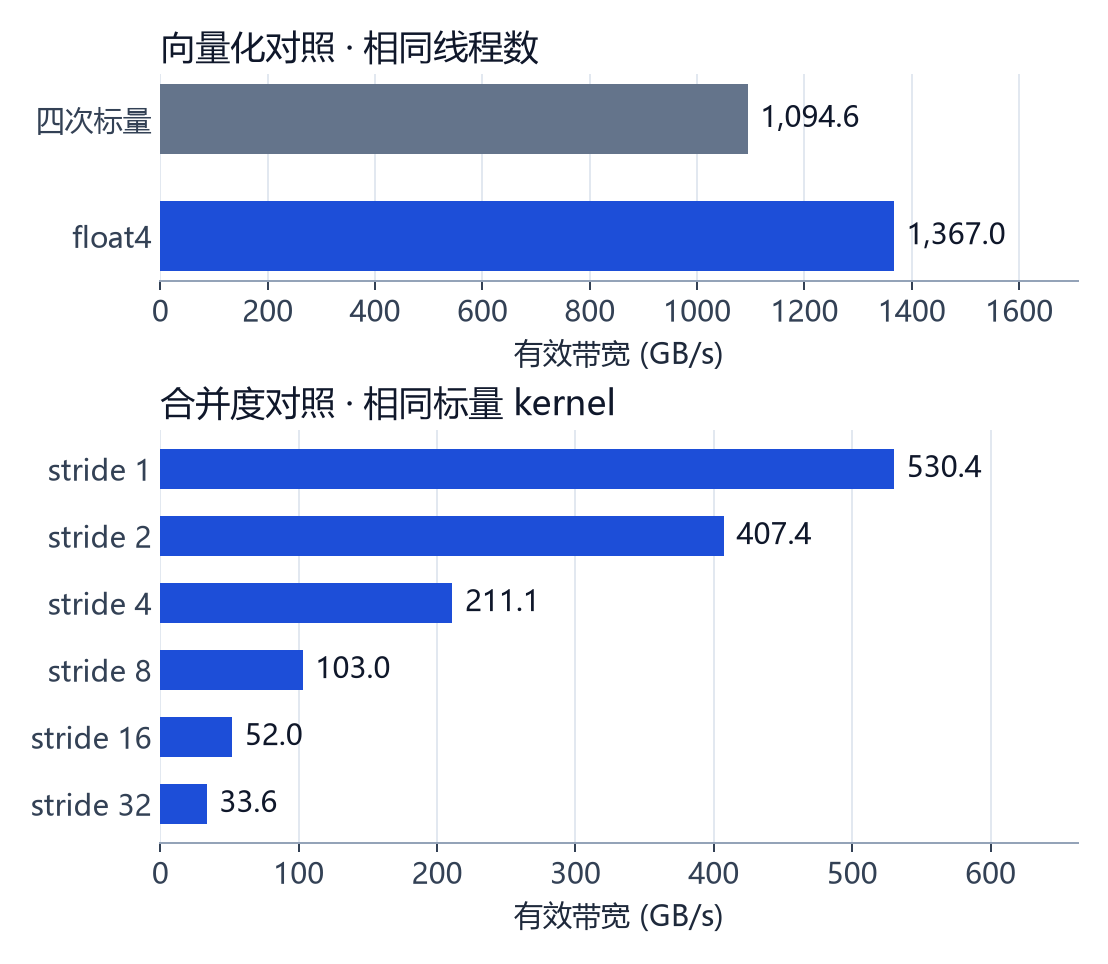 向量化对照 · 相同线程数
四次标量
1,094.6
float4
1,367.0
0 200 400 600 800 1000 1200 1400 1600
有效带宽 (GB/s)
合并度对照 · 相同标量 kernel
stride 1
530.4
stride 2
407.4
stride 4
211.1
stride 8
103.0
stride 16
52.0
stride 32
33.6
0 100 200 300 400 500 600
有效带宽 (GB/s)